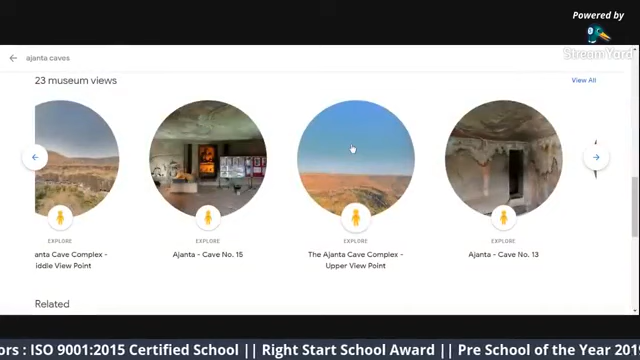 Powered by
StreamYard
ajanta caves
23 museum views
View All
EXPLORE
anta Cave Complex -
iddle View Point
EXPLORE
Ajanta - Cave No. 15
EXPLORE
The Ajanta Cave Complex -
Upper View Point
EXPLORE
Ajanta - Cave No. 13
Related
ors : ISO 9001:2015 Certified School || Right Start School Award || Pre School of the Year 201